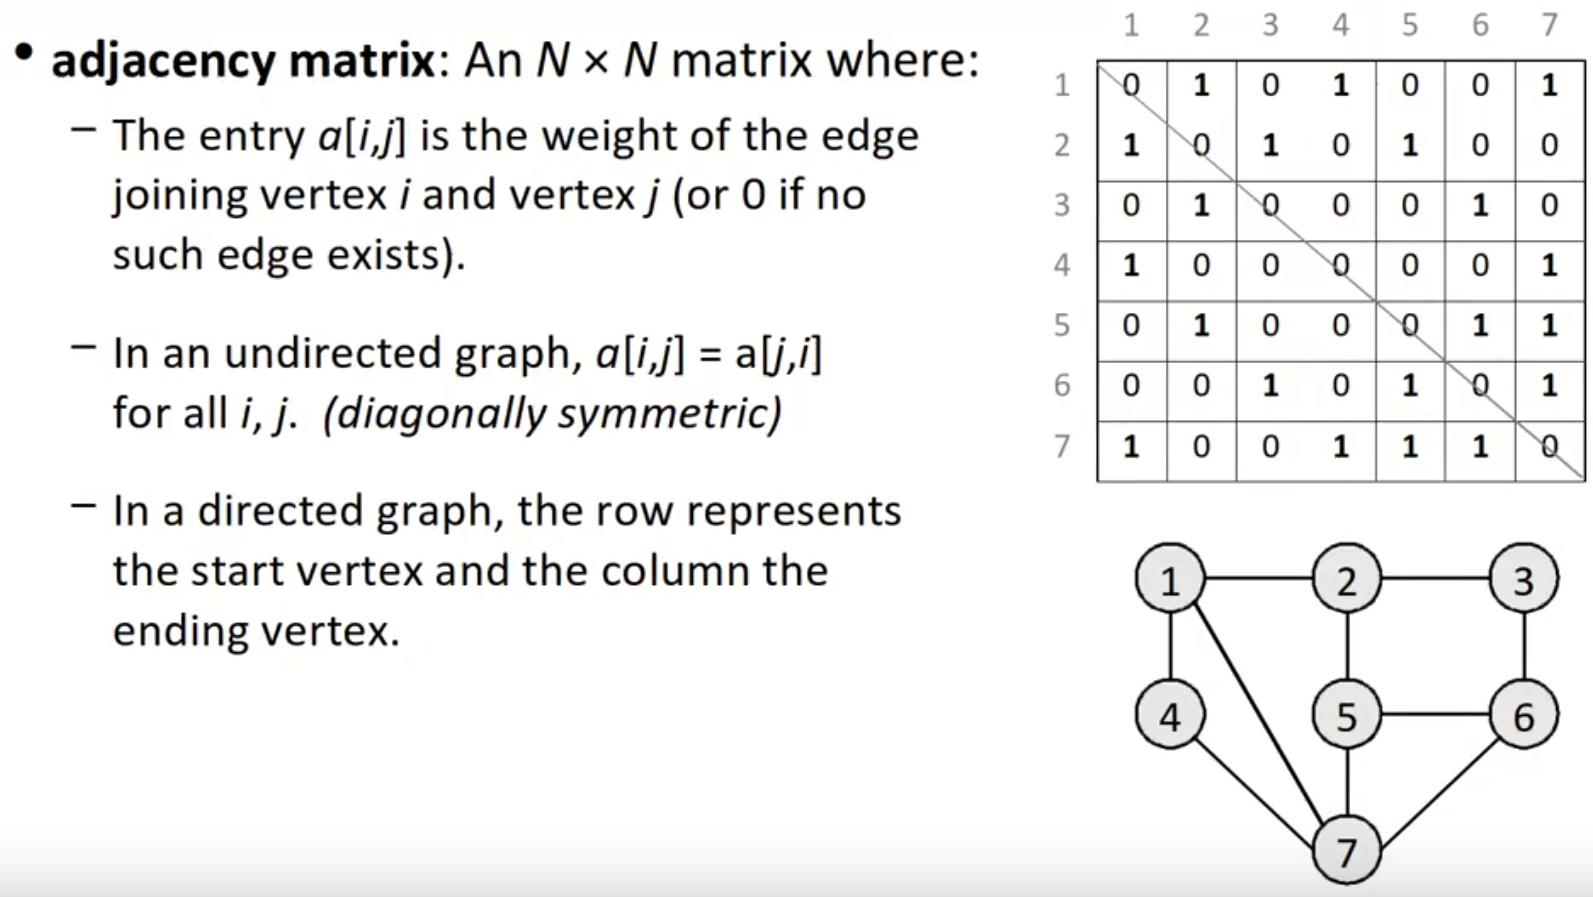 • adjacency matrix: An N × N matrix where:
– The entry a[i,j] is the weight of the edge
joining vertex i and vertex j (or 0 if no
such edge exists).
– In an undirected graph, a[i,j] = a[j,i]
for all i, j. (diagonally symmetric)
– In a directed graph, the row represents
the start vertex and the column the
ending vertex.
1 2 3 4 5 6 7
1 0 1 0 1 0 0 1
2 1 0 1 0 1 0 0
3 0 1 0 0 0 1 0
4 1 0 0 0 0 0 1
5 0 1 0 0 0 1 1
6 0 0 1 0 1 0 1
7 1 0 0 1 1 1 0
1 2 3
4 5 6
7